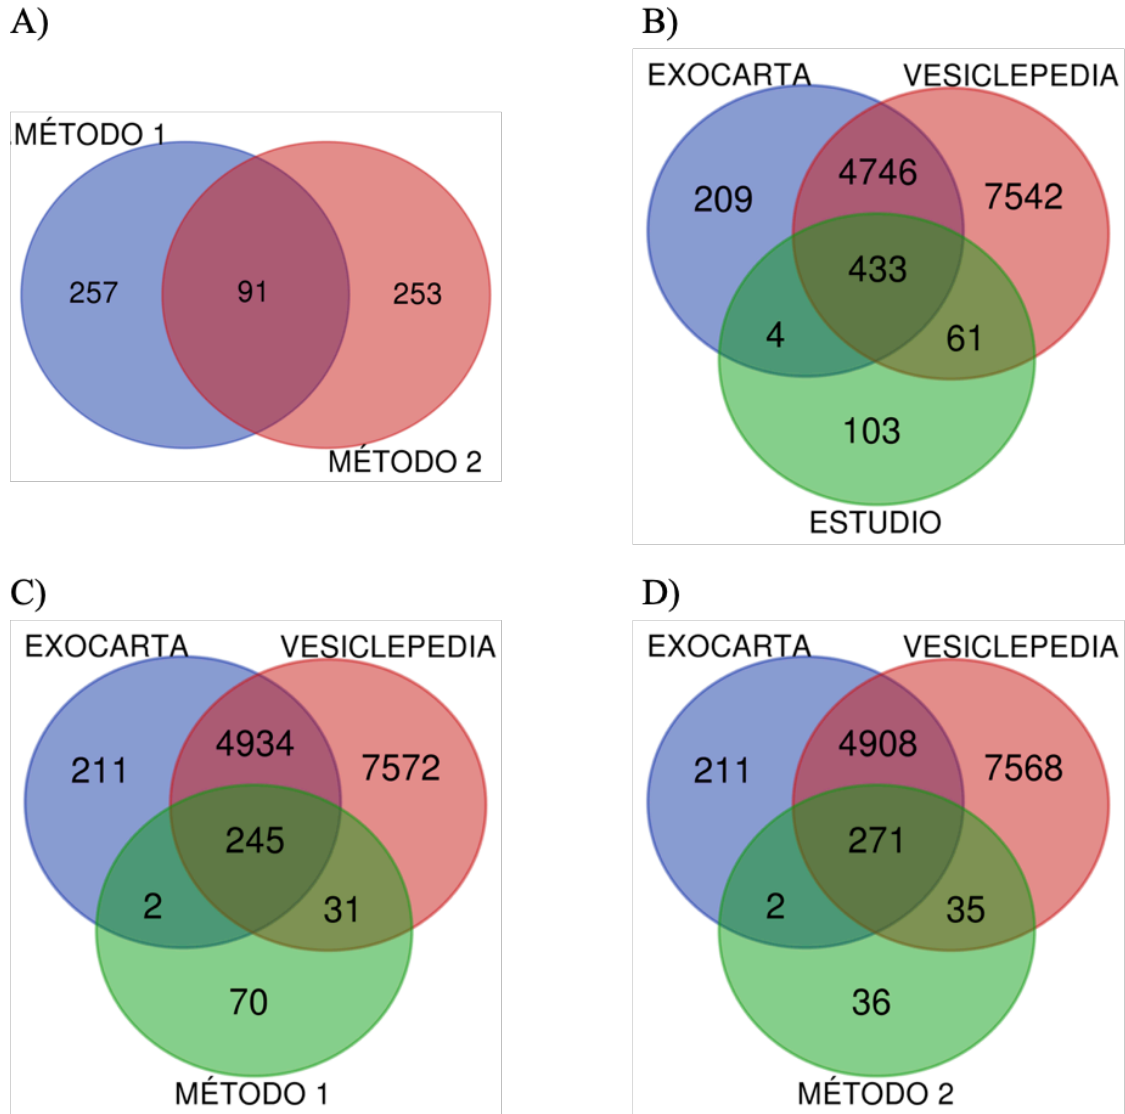 A)
.MÉTODO 1
257
91
253
MÉTODO 2
B)
EXOCARTA VESICLEPEDIA
4746
209
7542
433
4
61
103
ESTUDIO
C)
EXOCARTA VESICLEPEDIA
4934
211
7572
245
2
31
70
MÉTODO 1
D)
EXOCARTA VESICLEPEDIA
4908
211
7568
271
2
35
36
MÉTODO 2